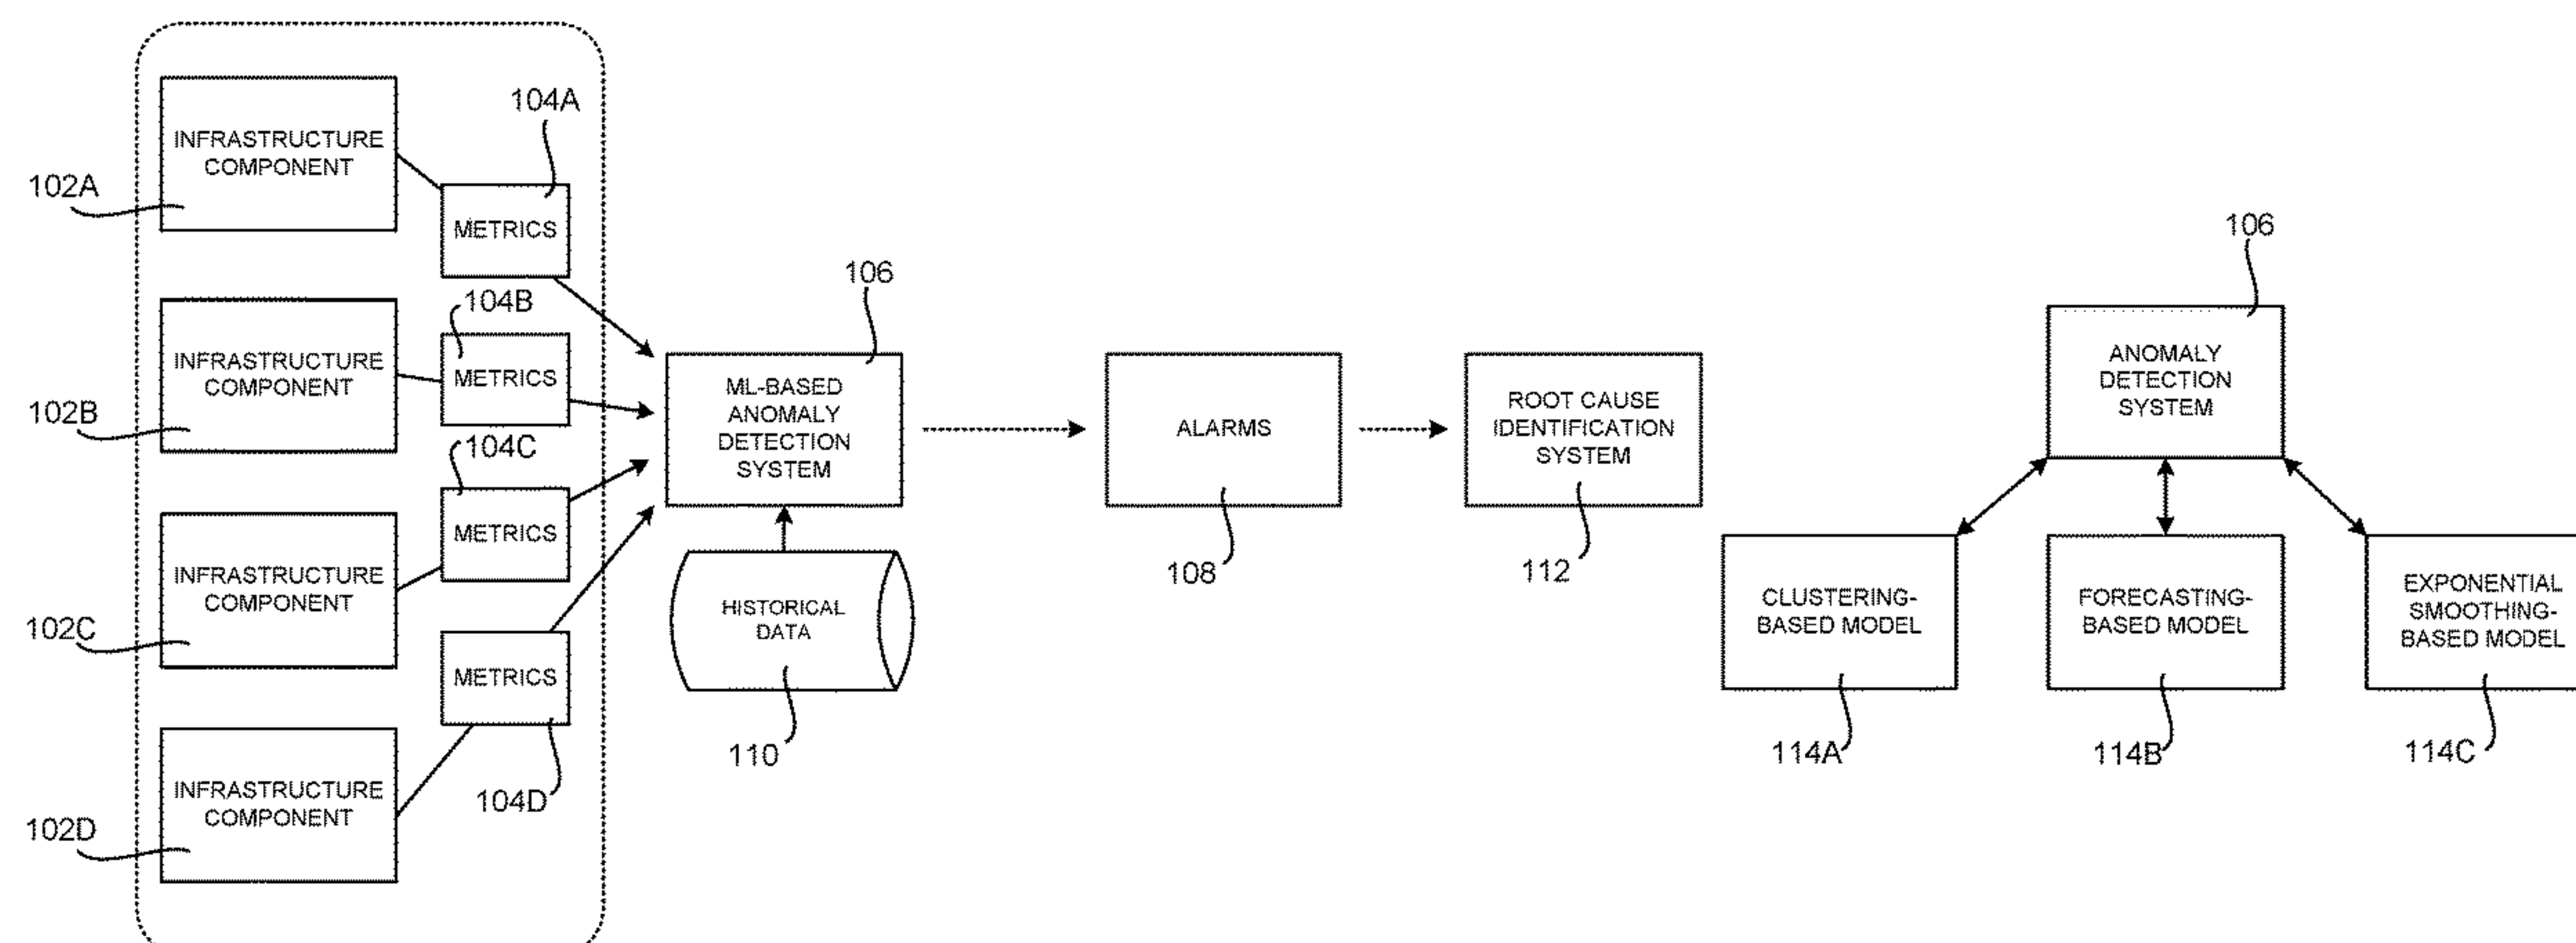 INFRASTRUCTURE
COMPONENT
102A
104A
METRICS
INFRASTRUCTURE
COMPONENT
102B
104B
METRICS
INFRASTRUCTURE
COMPONENT
102C
104C
METRICS
INFRASTRUCTURE
COMPONENT
102D
METRICS
104D
106
ML-BASED
ANOMALY
DETECTION
SYSTEM
HISTORICAL
DATA
110
ALARMS
108
ROOT CAUSE
IDENTIFICATION
SYSTEM
112
106
ANOMALY
DETECTION
SYSTEM
CLUSTERING-
BASED MODEL
114A
FORECASTING-
BASED MODEL
114B
EXPONENTIAL
SMOOTHING-
BASED MODEL
114C